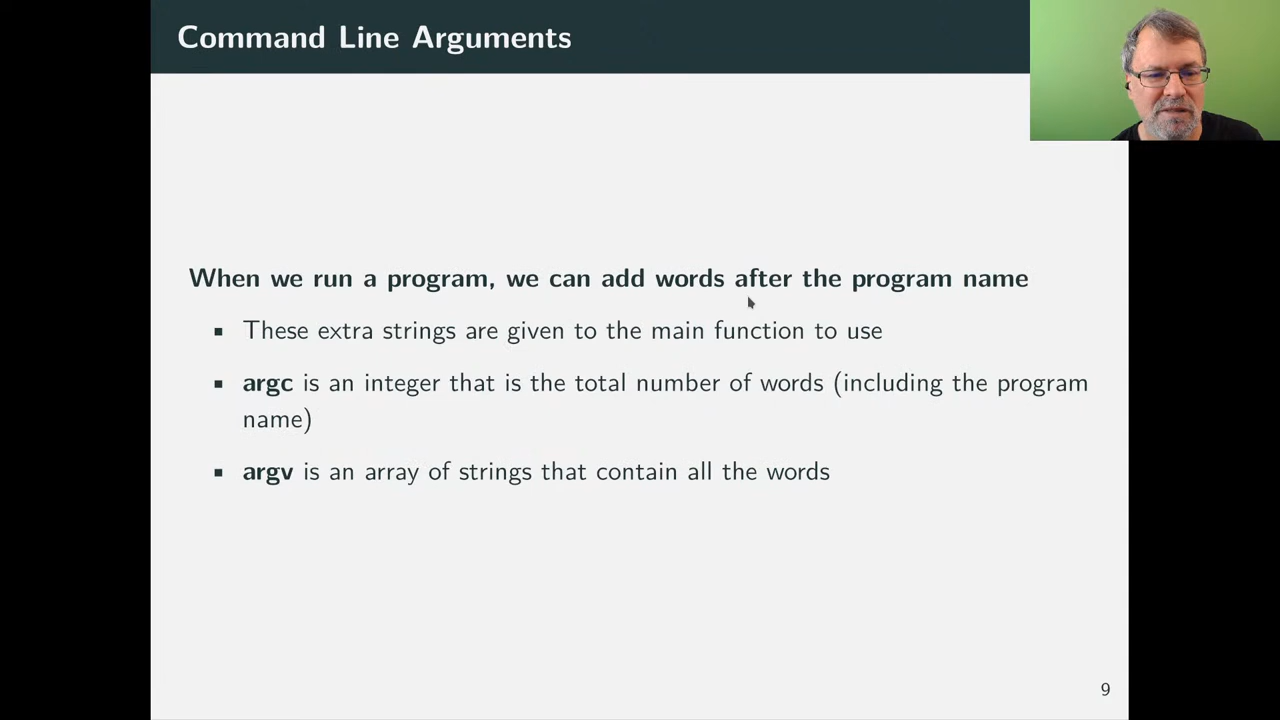 Command Line Arguments
When we run a program, we can add words after the program name
▪ These extra strings are given to the main function to use
▪ argc is an integer that is the total number of words (including the program
name)
▪ argv is an array of strings that contain all the words
9